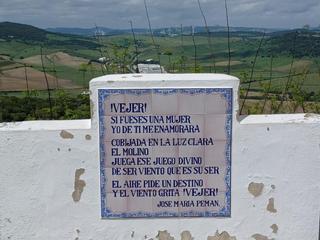 ¡VEJER!
SI FUESES UNA MUJER
YO DE TI ME ENAMORARA
COBIJADA EN LA LUZ CLARA
EL MOLINO
JUEGA ESE JUEGO DIVINO
DE SER VIENTO QUE ES SU SER
EL AIRE PIDE UN DESTINO
Y EL VIENTO GRITA ¡VEJER!
JOSE MARIA PEMAN.